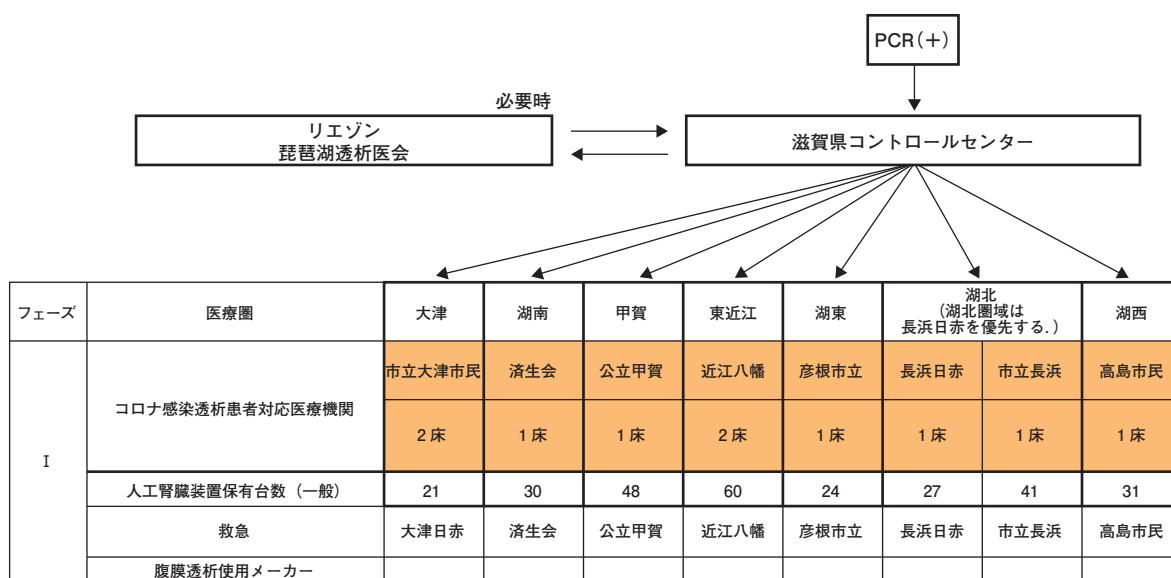 PCR(+)
必要時
リエゾン
琵琶湖透析医会
滋賀県コントロールセンター
フェーズ 医療圏 大津 湖南 甲賀 東近江 湖東 湖北 湖西
(湖北圏域は
長浜日赤を優先する.)
I コロナ感染透析患者対応医療機関 市立大津市民 済生会 公立甲賀 近江八幡 彦根市立 長浜日赤 市立長浜 高島市民
2床 1床 1床 2床 1床 1床 1床 1床
人工腎臓装置保有台数(一般) 21 30 48 60 24 27 41 31
救急 大津日赤 済生会 公立甲賀 近江八幡 彦根市立 長浜日赤 市立長浜 高島市民
腹膜透析使用メーカー